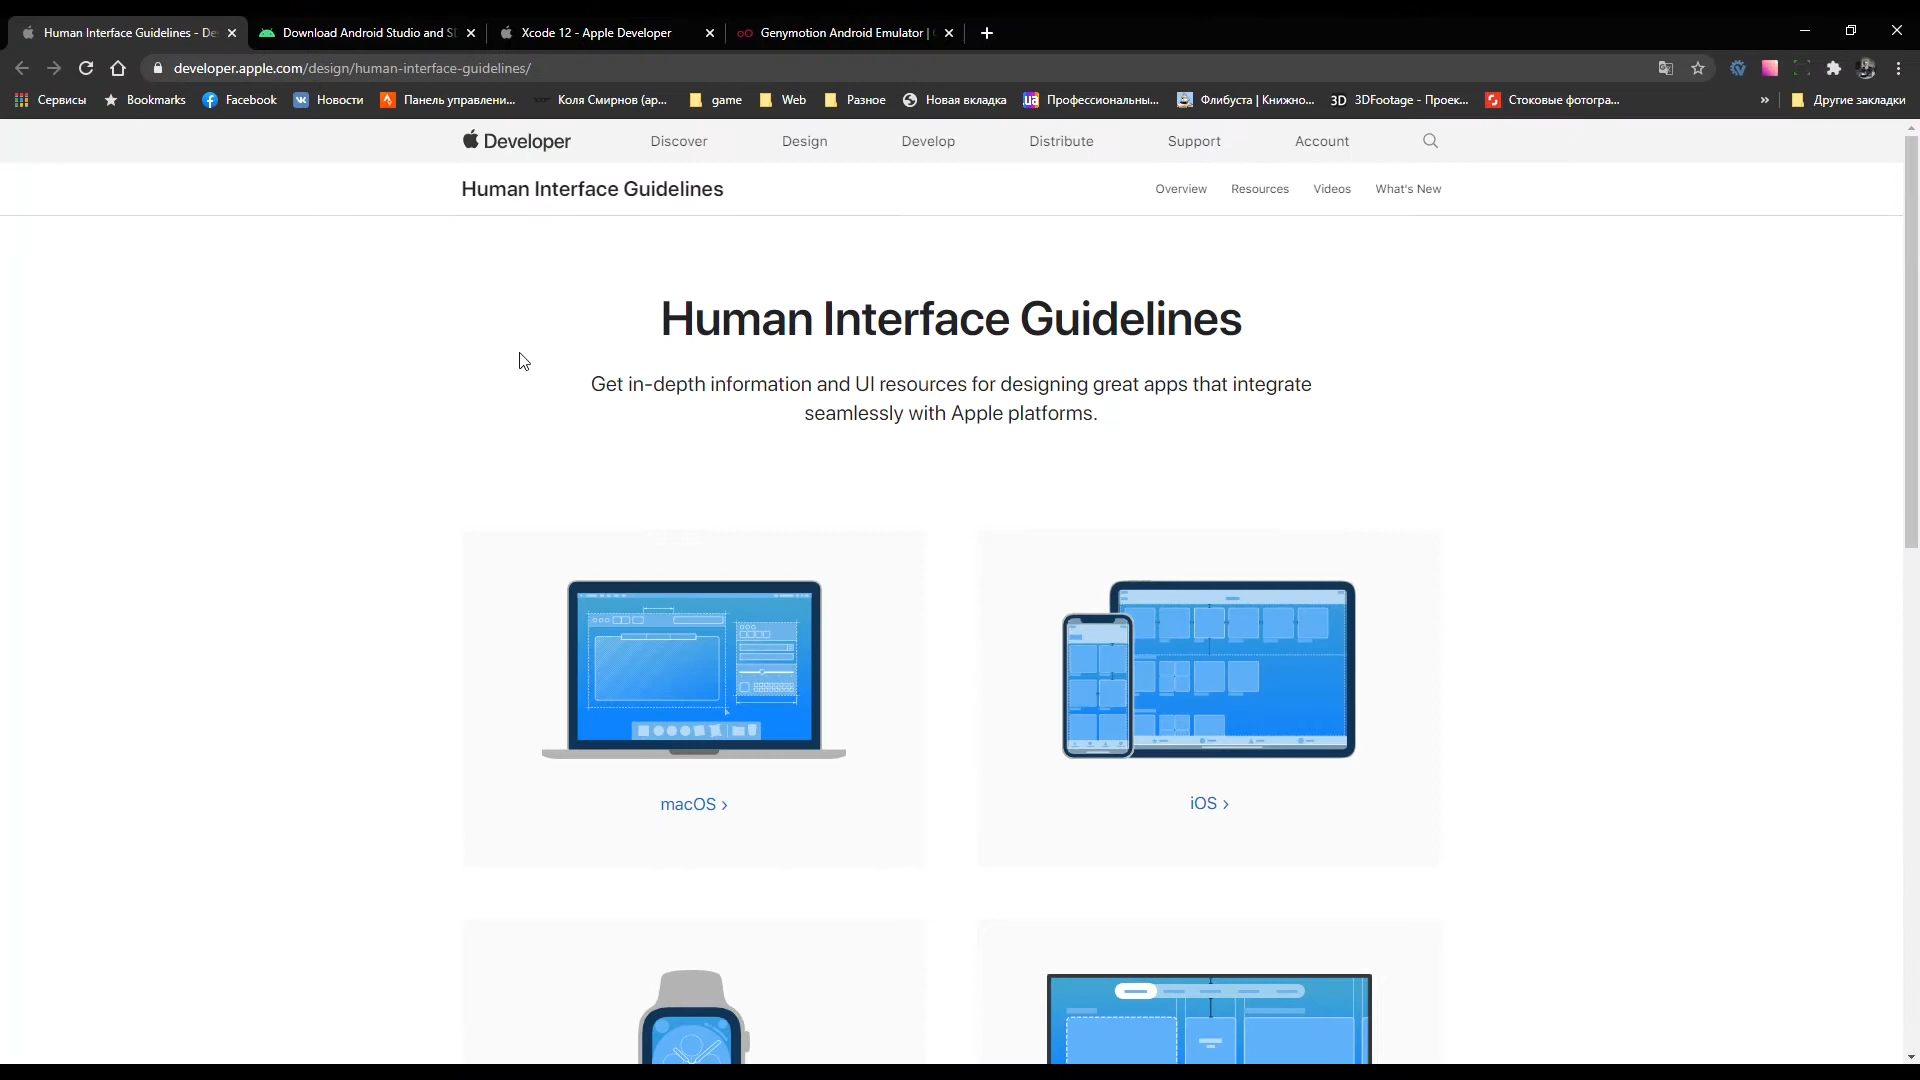 Human Interface Guidelines - De
Download Android Studio and S
Xcode 12 - Apple Developer
Genymotion Android Emulator |
developer.apple.com/design/human-interface-guidelines/
Сервисы
Bookmarks
Facebook
Новости
Панель управлени...
Коля Смирнов (ар...
game
Web
Разное
Новая вкладка
Профессиональны...
Флибуста | Книжно...
3D 3DFootage - Проек...
Стоковые фотогра...
»
Другие закладки
Developer
Discover
Design
Develop
Distribute
Support
Account
Human Interface Guidelines
Overview
Resources
Videos
What's New
Human Interface Guidelines
Get in-depth information and UI resources for designing great apps that integrate
seamlessly with Apple platforms.
macOS >
iOS >